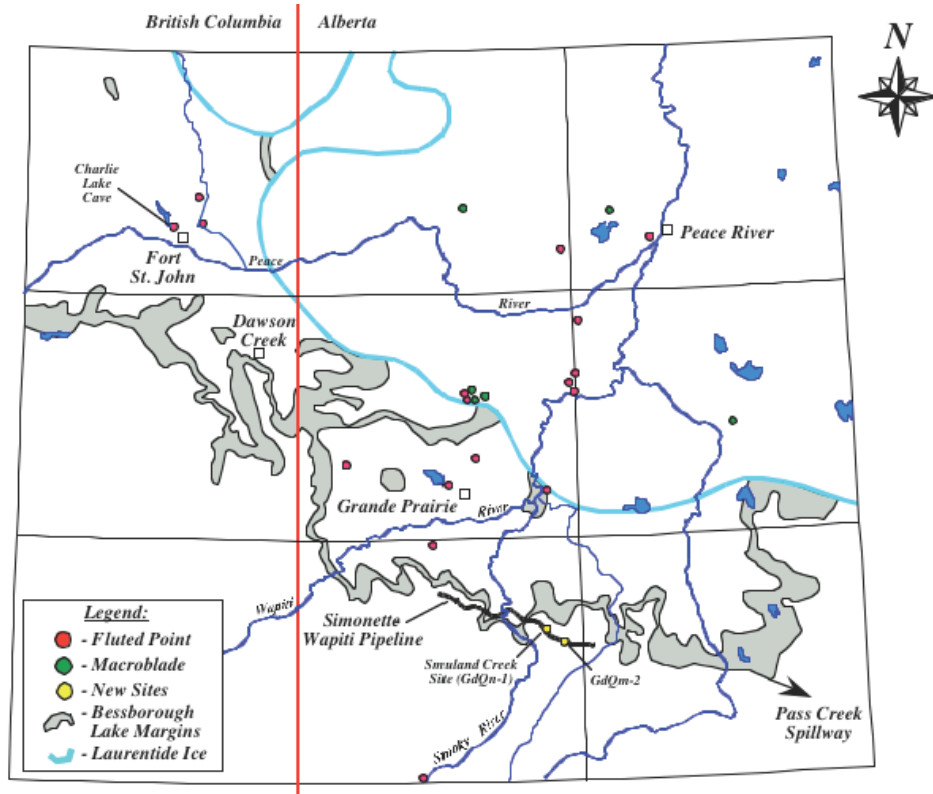 British Columbia
Alberta
N
Charlie
Lake
Cave
Fort
St. John
Peace
River
Peace River
Dawson
Creek
Grande Prairie
River
Wapiti
Simonette
Wapiti Pipeline
Smuland Creek
Site (GdQn-1)
GdQm-2
Smoky River
Pass Creek
Spillway
Legend:
- Fluted Point
- Macroblade
- New Sites
- Bessborough
Lake Margins
- Laurentide Ice